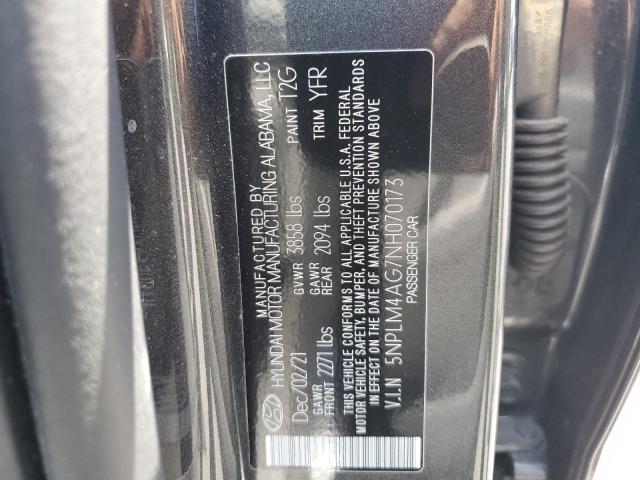 MANUFACTURED BY
HYUNDAI MOTOR MANUFACTURING ALABAMA, LLC
Dec/02/21 GVWR 3858 lbs PAINT T2G
GAWR FRONT 2271 lbs GAWR REAR 2094 lbs TRIM YFR
THIS VEHICLE CONFORMS TO ALL APPLICABLE U.S.A. FEDERAL
MOTOR VEHICLE SAFETY, BUMPER, AND THEFT PREVENTION STANDARDS
IN EFFECT ON THE DATE OF MANUFACTURE SHOWN ABOVE
V.I.N 5NPLM4AG7NH070173
PASSENGER CAR